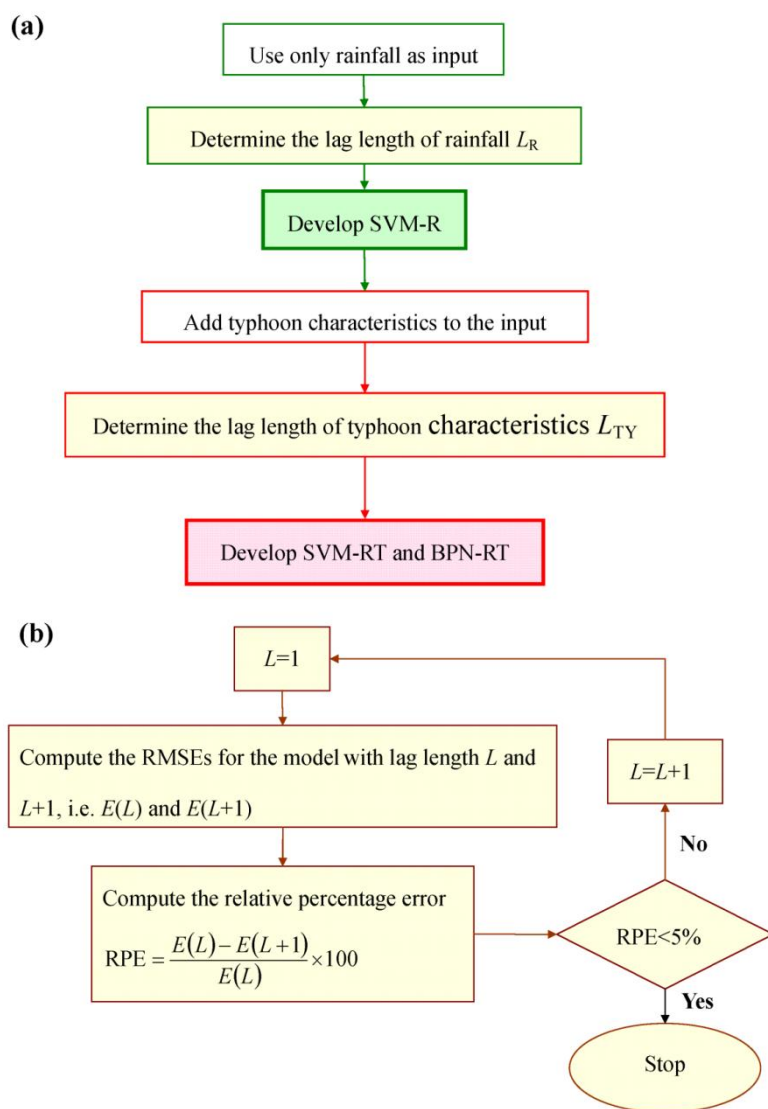 (a)
Use only rainfall as input
Determine the lag length of rainfall L_R
Develop SVM-R
Add typhoon characteristics to the input
Determine the lag length of typhoon characteristics L_TY
Develop SVM-RT and BPN-RT
(b)
L=1
Compute the RMSEs for the model with lag length L and
L+1, i.e. E(L) and E(L+1)
L=L+1
No
Compute the relative percentage error
RPE = \frac{E(L)-E(L+1)}{E(L)}×100
RPE<5%
Yes
Stop